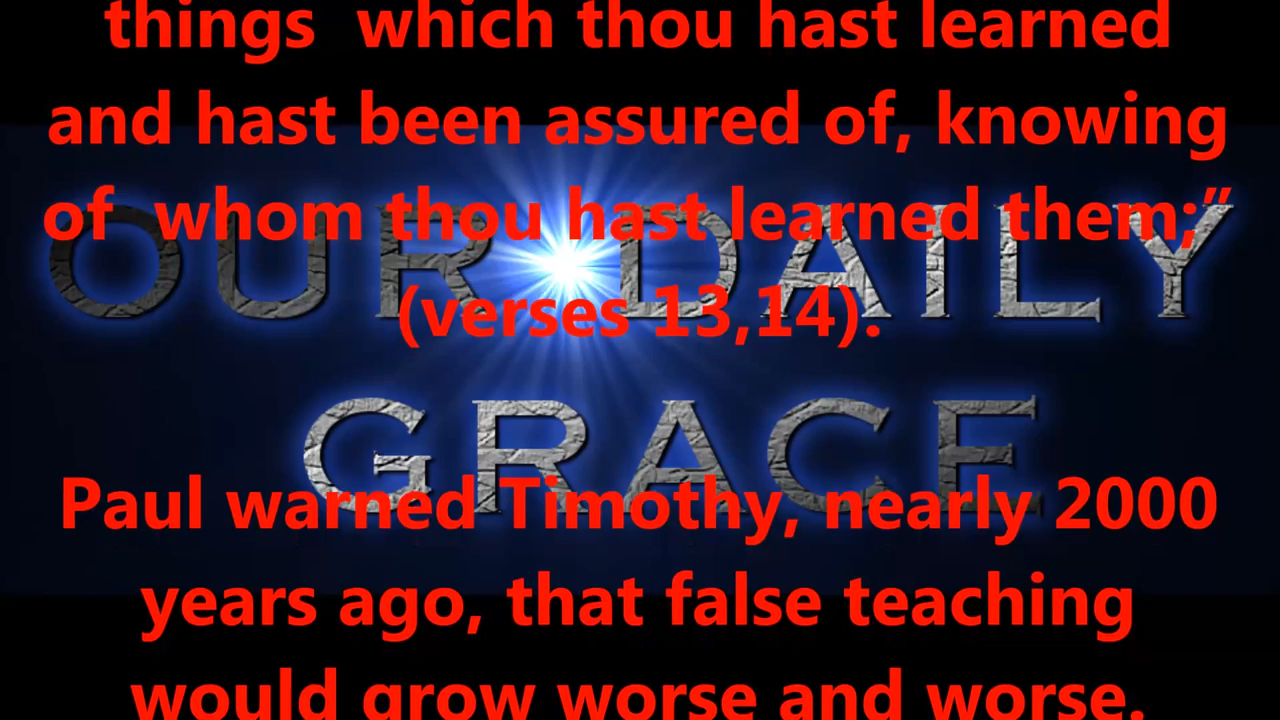 things which thou hast learned
and hast been assured of, knowing
of whom thou hast learned them;”
(verses 13,14).
OUR DAILY
GRACE
Paul warned Timothy, nearly 2000
years ago, that false teaching
would grow worse and worse.